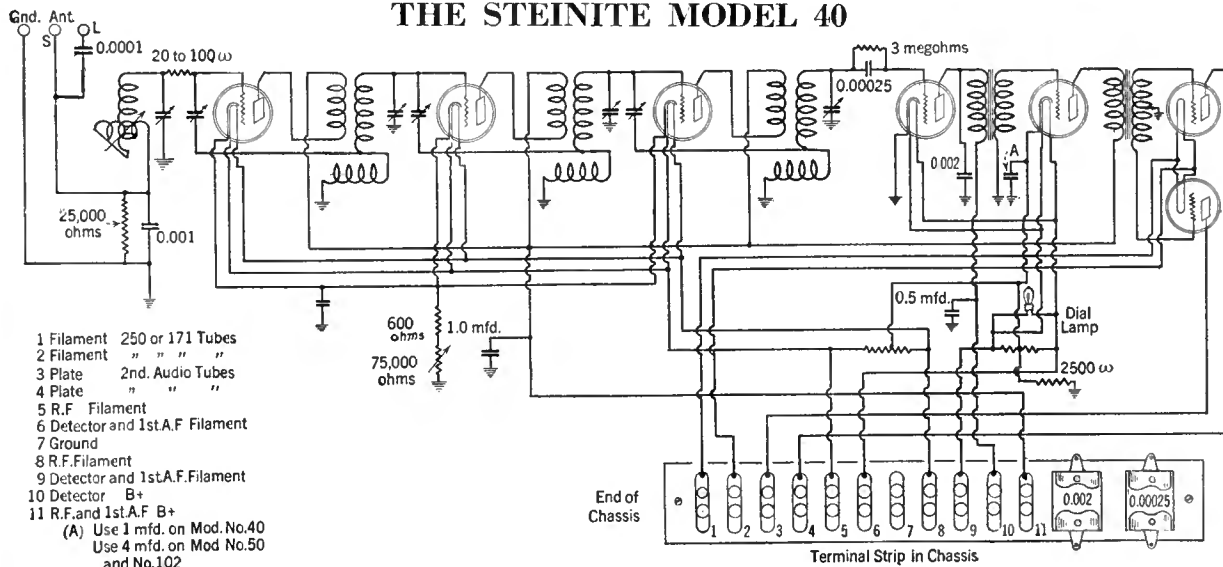 THE STEINITE MODEL 40
Gnd. Ant.
S
L
0.0001
20 to 100 ω
3 megohms
0.00025
0.002
A
25,000
ohms
0.001
600
ohms
75,000
ohms
1.0 mfd.
0.5 mfd.
Dial
Lamp
2500 ω
1 Filament 250 or 171 Tubes
2 Filament " " " "
3 Plate 2nd. Audio Tubes
4 Plate " " "
5 R.F Filament
6 Detector and 1st.A.F Filament
7 Ground
8 R.F.Filament
9 Detector and 1st.A.F.Filament
10 Detector B+
11 R.F.and 1st.A.F B+
(A) Use 1 mfd. on Mod.No.40
Use 4 mfd. on Mod No.50
and No.102
End of
Chassis
1 2 3 4 5 6 7 8 9 10 11
0.002
0.00025
Terminal Strip in Chassis